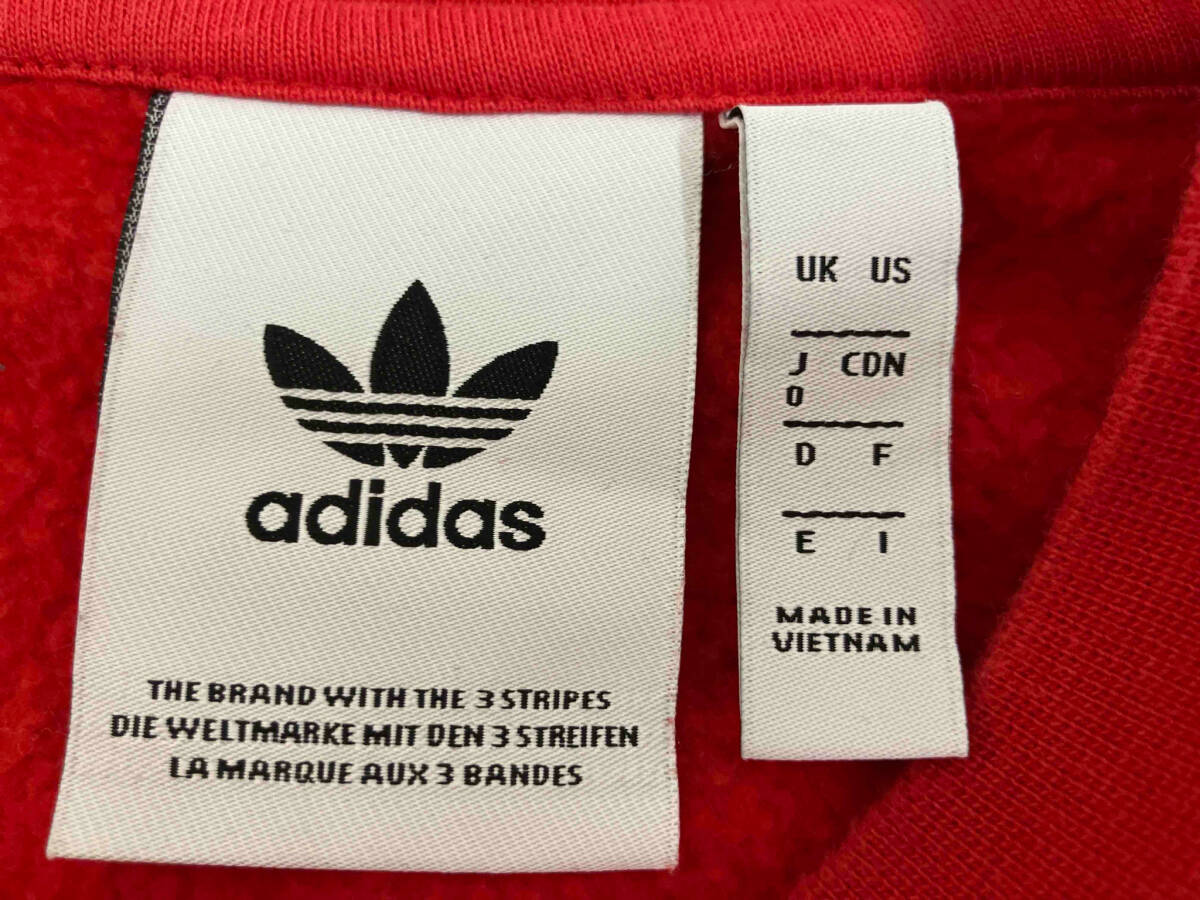 adidas
THE BRAND WITH THE 3 STRIPES
DIE WELTMARKE MIT DEN 3 STREIFEN
LA MARQUE AUX 3 BANDES
UK US
J CDN
O
D F
E I
MADE IN
VIETNAM